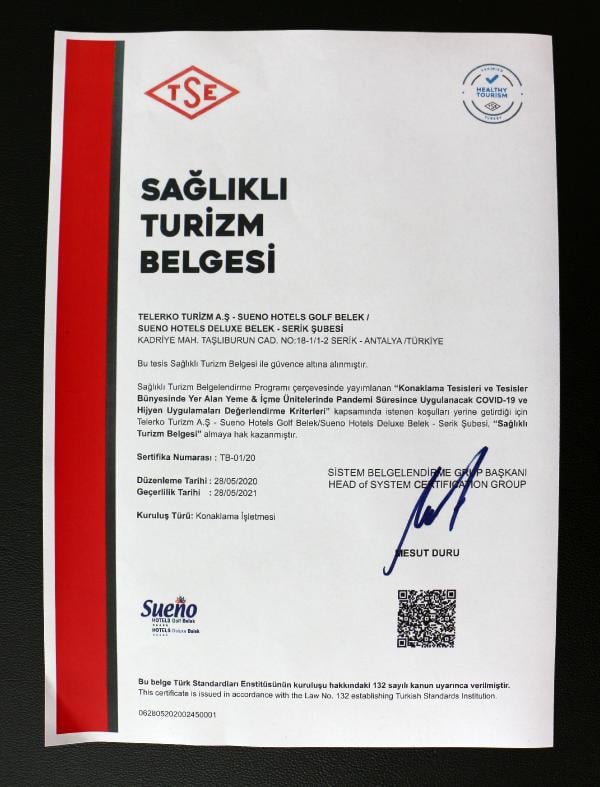 TSE
VERIFIED
HEALTHY
TOURISM
TSE
TURKEY
SAĞLIKLI
TURİZM
BELGESİ
TELERKO TURİZM A.Ş - SUENO HOTELS GOLF BELEK /
SUENO HOTELS DELUXE BELEK - SERİK ŞUBESİ
KADRİYE MAH. TAŞLIBURUN CAD. NO:18-1/1-2 SERİK - ANTALYA /TÜRKİYE
Bu tesis Sağlıklı Turizm Belgesi ile güvence altına alınmıştır.
Sağlıklı Turizm Belgelendirme Programı çerçevesinde yayımlanan “Konaklama Tesisleri ve Tesisler
Bünyesinde Yer Alan Yeme & İçme Ünitelerinde Pandemi Süresince Uygulanacak COVID-19 ve
Hijyen Uygulamaları Değerlendirme Kriterleri” kapsamında istenen koşulları yerine getirdiği için
Telerko Turizm A.Ş - Sueno Hotels Golf Belek/Sueno Hotels Deluxe Belek - Serik Şubesi, “Sağlıklı
Turizm Belgesi” almaya hak kazanmıştır.
Sertifika Numarası : TB-01/20
Düzenleme Tarihi : 28/05/2020
Geçerlilik Tarihi : 28/05/2021
Kuruluş Türü: Konaklama İşletmesi
SİSTEM BELGELENDİRME GRUP BAŞKANI
HEAD of SYSTEM CERTIFICATION GROUP
MESUT DURU
Sueno
HOTELS Golf Belek
HOTELS Deluxe Belek
Bu belge Türk Standardları Enstitüsünün kuruluşu hakkındaki 132 sayılı kanun uyarınca verilmiştir.
This certificate is issued in accordance with the Law No. 132 establishing Turkish Standards Institution.
062805202002450001